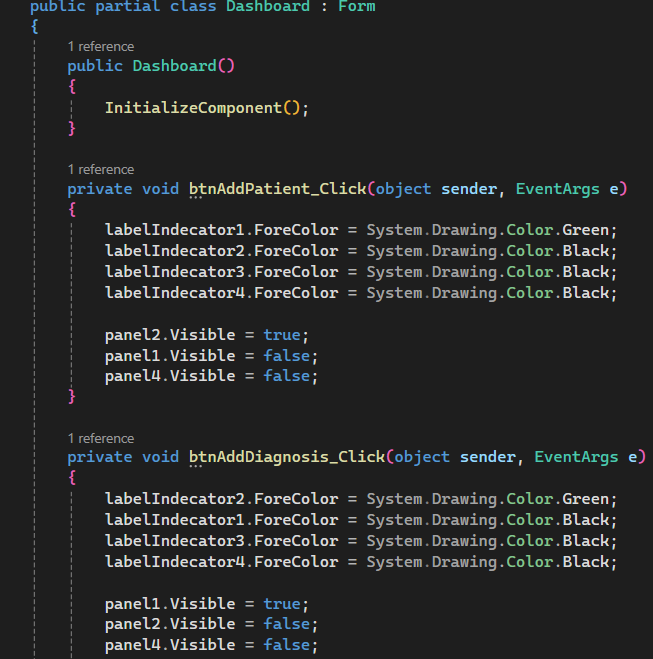 public partial class Dashboard : Form
{
1 reference
public Dashboard()
{
InitializeComponent();
}
1 reference
private void btnAddPatient_Click(object sender, EventArgs e)
{
labelIndecator1.ForeColor = System.Drawing.Color.Green;
labelIndecator2.ForeColor = System.Drawing.Color.Black;
labelIndecator3.ForeColor = System.Drawing.Color.Black;
labelIndecator4.ForeColor = System.Drawing.Color.Black;
panel2.Visible = true;
panel1.Visible = false;
panel4.Visible = false;
}
1 reference
private void btnAddDiagnosis_Click(object sender, EventArgs e)
{
labelIndecator2.ForeColor = System.Drawing.Color.Green;
labelIndecator1.ForeColor = System.Drawing.Color.Black;
labelIndecator3.ForeColor = System.Drawing.Color.Black;
labelIndecator4.ForeColor = System.Drawing.Color.Black;
panel1.Visible = true;
panel2.Visible = false;
panel4.Visible = false;